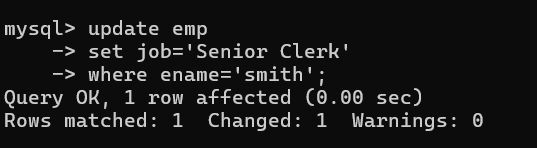 mysql> update emp
    -> set job='Senior Clerk'
    -> where ename='smith';
Query OK, 1 row affected (0.00 sec)
Rows matched: 1  Changed: 1  Warnings: 0